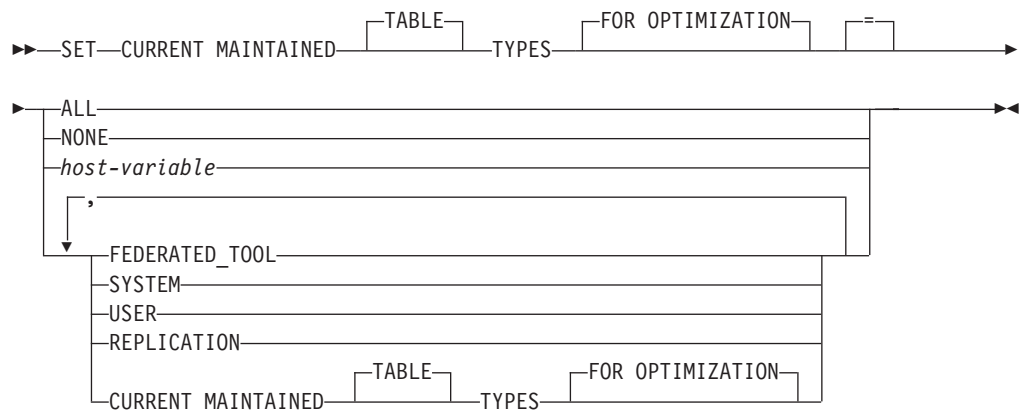 TABLE FOR OPTIMIZATION =
SET CURRENT MAINTAINED TYPES
ALL
NONE
host-variable
,
FEDERATED_TOOL
SYSTEM
USER
REPLICATION
TABLE FOR OPTIMIZATION
CURRENT MAINTAINED TYPES